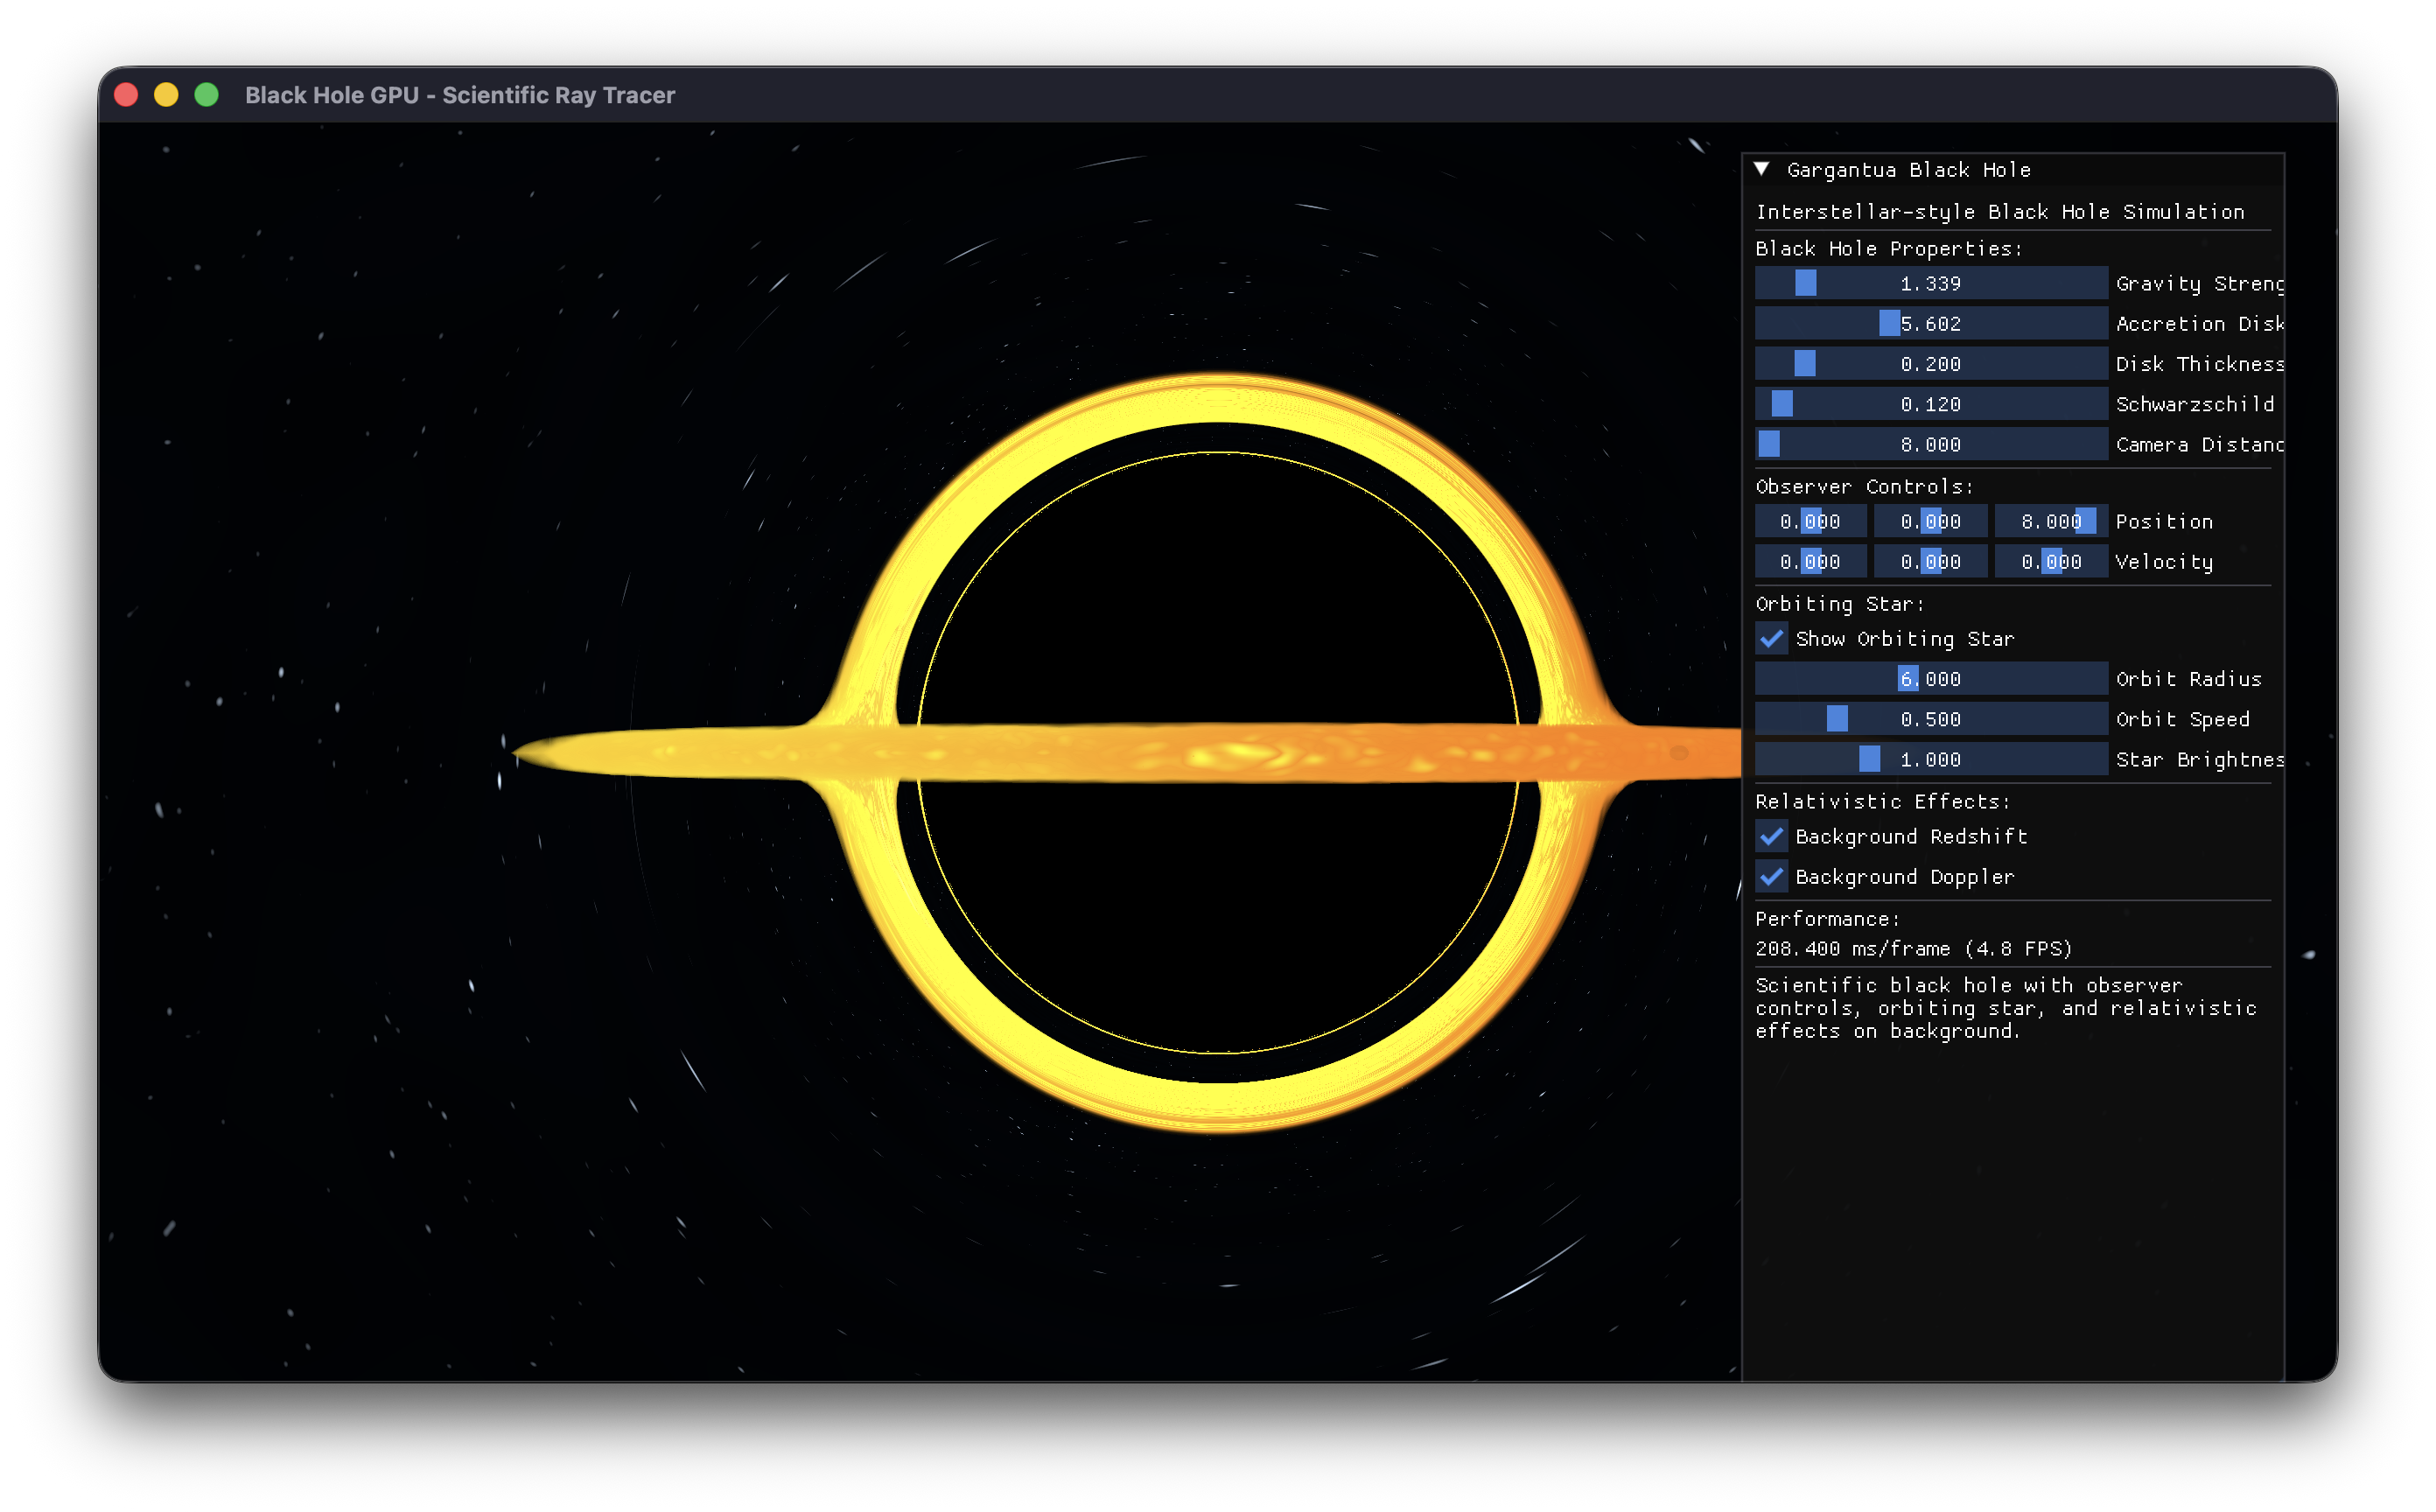 Black Hole GPU - Scientific Ray Tracer
Gargantua Black Hole
Interstellar-style Black Hole Simulation
Black Hole Properties:
1.339 Gravity Streng
5.602 Accretion Disk
0.200 Disk Thickness
0.120 Schwarzschild
8.000 Camera Distanc
Observer Controls:
0.000 0.000 8.000 Position
0.000 0.000 0.000 Velocity
Orbiting Star:
Show Orbiting Star
6.000 Orbit Radius
0.500 Orbit Speed
1.000 Star Brightnes
Relativistic Effects:
Background Redshift
Background Doppler
Performance:
208.400 ms/frame (4.8 FPS)
Scientific black hole with observer
controls, orbiting star, and relativistic
effects on background.